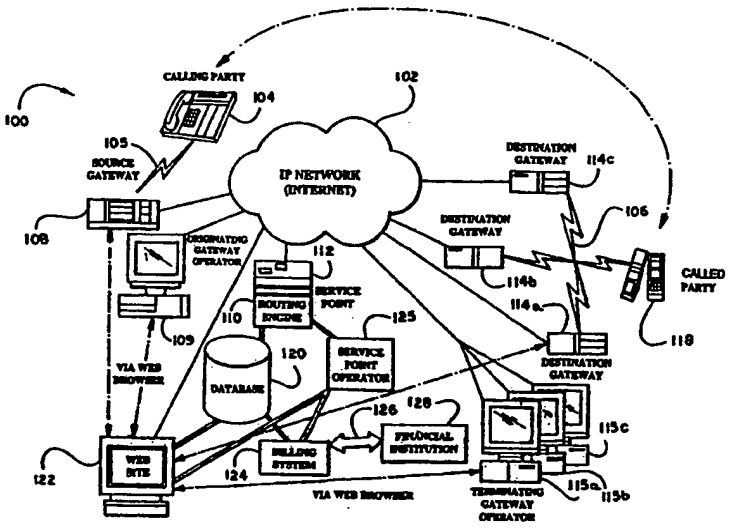 CALLING PARTY
104
102
100
105
SOURCE
GATEWAY
IP NETWORK
(INTERNET)
DESTINATION
GATEWAY
114c
106
108
ORIGINATING
GATEWAY
OPERATOR
112
DESTINATION
GATEWAY
114b
CALLED
PARTY
118
110
ROUTING
ENGINE
SERVICE
POINT
125
114a
109
120
SERVICE
POINT
OPERATOR
DESTINATION
GATEWAY
VIA WEB
BROWSER
DATABASE
126
128
122
WEB
SITE
124
BILLING
SYSTEM
FINANCIAL
INSTITUTION
115c
115a
115b
VIA WEB BROWSER
TERMINATING
GATEWAY
OPERATOR